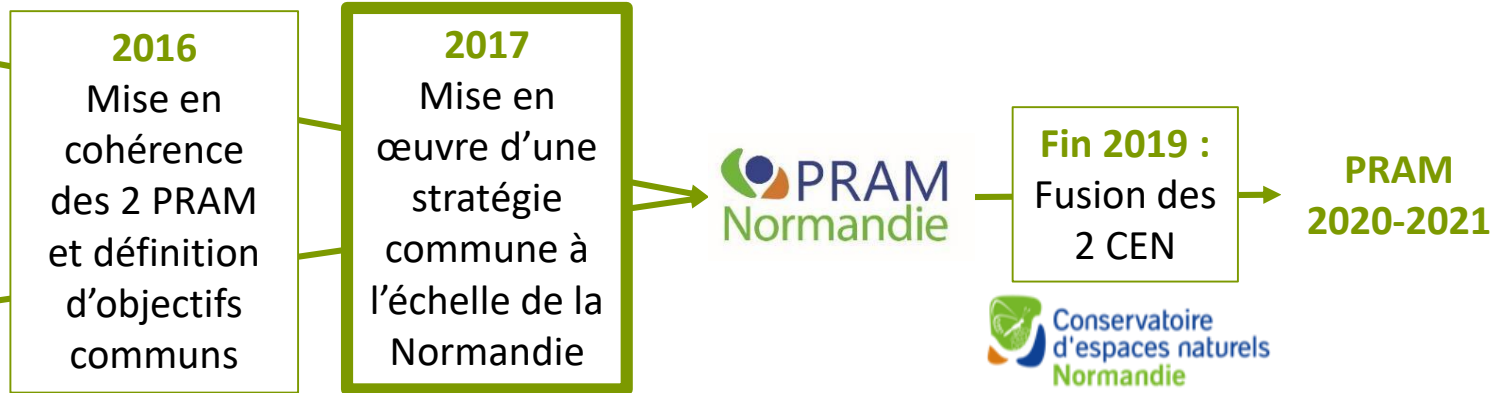 2016
Mise en
cohérence
des 2 PRAM
et définition
d’objectifs
communs
2017
Mise en
œuvre d’une
stratégie
commune à
l’échelle de la
Normandie
PRAM
Normandie
Fin 2019 :
Fusion des
2 CEN
Conservatoire
d'espaces naturels
Normandie
PRAM
2020-2021